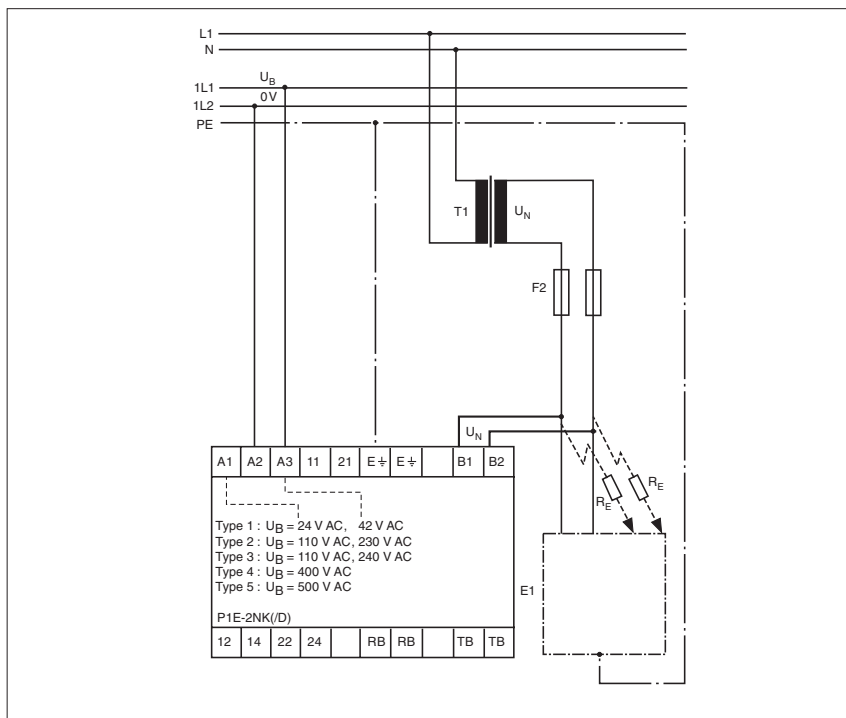 L1
N
U_B
1L1
0 V
1L2
PE
T1
U_N
F2
U_N
A1 A2 A3 11 21 E⏚ E⏚ B1 B2
R_E
R_E
Type 1 : U_B = 24 V AC, 42 V AC
Type 2 : U_B = 110 V AC, 230 V AC
Type 3 : U_B = 110 V AC, 240 V AC
Type 4 : U_B = 400 V AC
Type 5 : U_B = 500 V AC
E1
P1E-2NK(/D)
12 14 22 24 RB RB TB TB